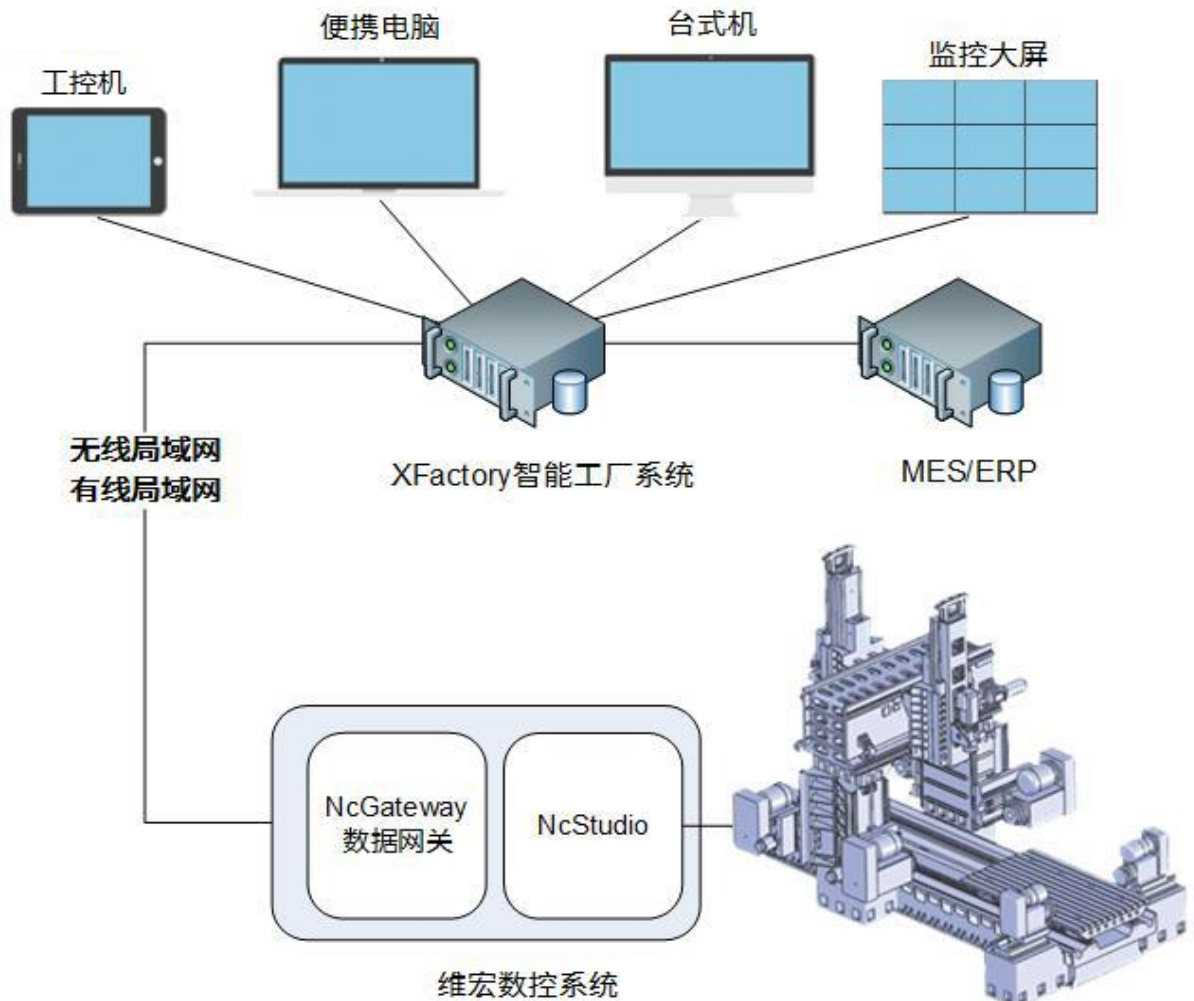 工控机
便携电脑
台式机
监控大屏
无线局域网
有线局域网
XFactory智能工厂系统
MES/ERP
NcGateway
数据网关
NcStudio
维宏数控系统